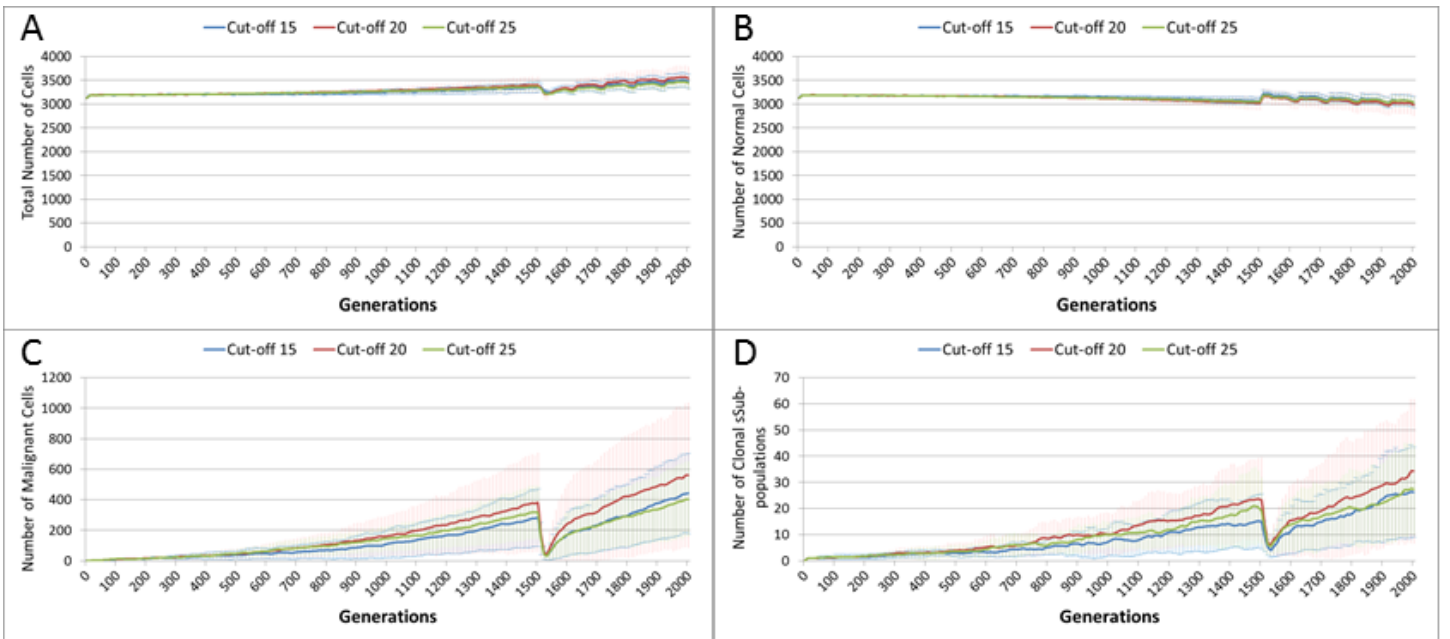 A
Cut-off 15 Cut-off 20 Cut-off 25
Total Number of Cells
4000
3500
3000
2500
2000
1500
1000
500
0
0 100 200 300 400 500 600 700 800 900 1000 1100 1200 1300 1400 1500 1600 1700 1800 1900 2000
Generations
B
Cut-off 15 Cut-off 20 Cut-off 25
Number of Normal Cells
4000
3500
3000
2500
2000
1500
1000
500
0
0 100 200 300 400 500 600 700 800 900 1000 1100 1200 1300 1400 1500 1600 1700 1800 1900 2000
Generations
C
Cut-off 15 Cut-off 20 Cut-off 25
Number of Malignant Cells
1200
1000
800
600
400
200
0
0 100 200 300 400 500 600 700 800 900 1000 1100 1200 1300 1400 1500 1600 1700 1800 1900 2000
Generations
D
Cut-off 15 Cut-off 20 Cut-off 25
Number of Clonal sSub-
populations
70
60
50
40
30
20
10
0
0 100 200 300 400 500 600 700 800 900 1000 1100 1200 1300 1400 1500 1600 1700 1800 1900 2000
Generations